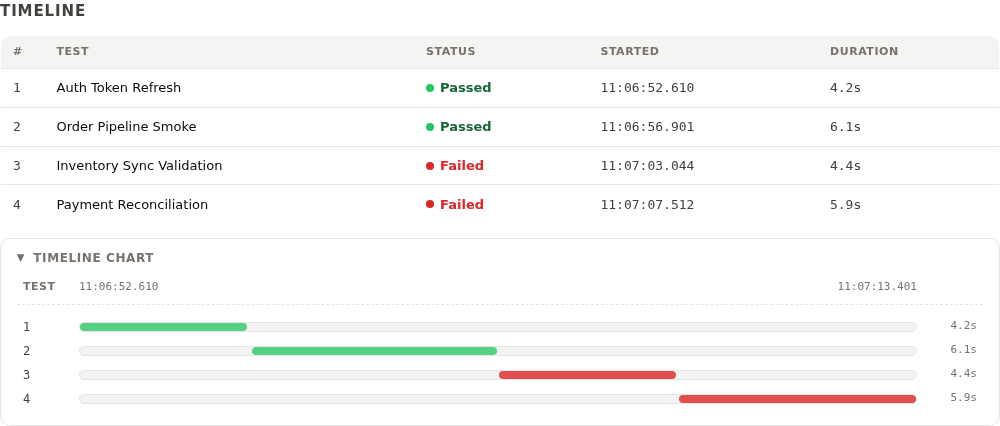 TIMELINE
# TEST STATUS STARTED DURATION
1 Auth Token Refresh Passed 11:06:52.610 4.2s
2 Order Pipeline Smoke Passed 11:06:56.901 6.1s
3 Inventory Sync Validation Failed 11:07:03.044 4.4s
4 Payment Reconciliation Failed 11:07:07.512 5.9s
▼ TIMELINE CHART
TEST 11:06:52.610 11:07:13.401
1 4.2s
2 6.1s
3 4.4s
4 5.9s